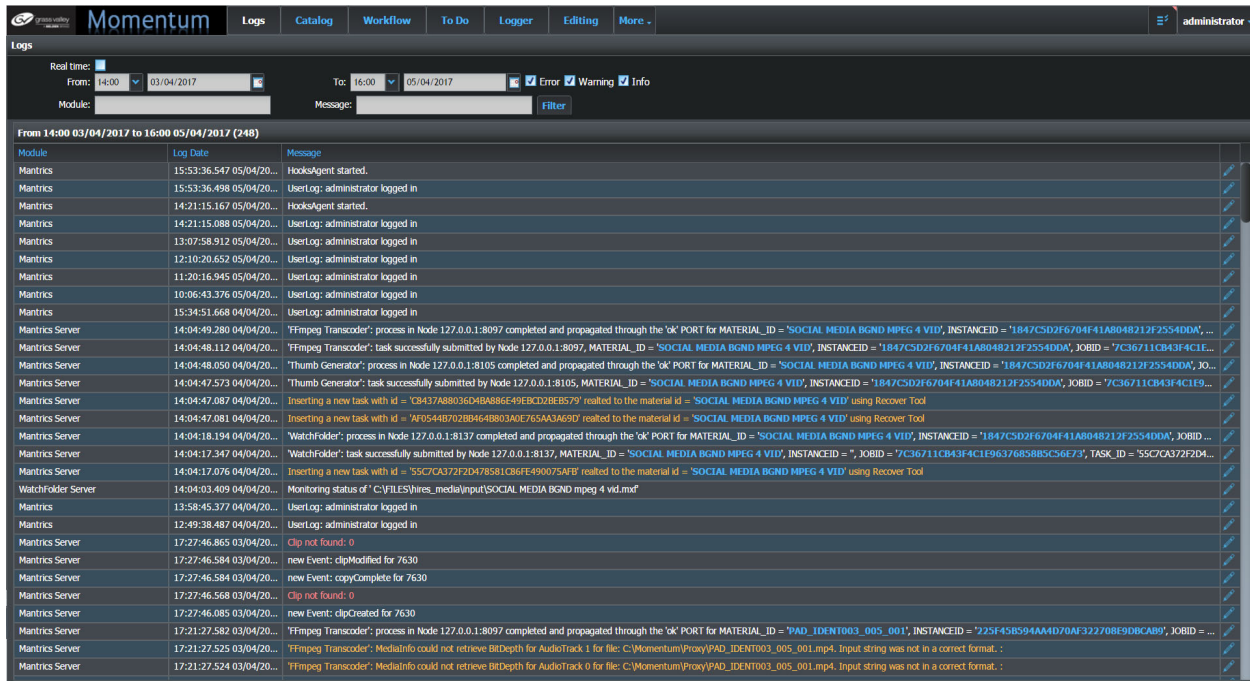 grass valley Momentum Logs Catalog Workflow To Do Logger Editing More administrator
Logs
Real time:
From: 14:00 03/04/2017 To: 16:00 05/04/2017 Error Warning Info
Module: Message: Filter
From 14:00 03/04/2017 to 16:00 05/04/2017 (248)
Module Log Date Message
Mantrics 15:53:36.547 05/04/20... HooksAgent started.
Mantrics 15:53:36.498 05/04/20... UserLog: administrator logged in
Mantrics 14:21:15.167 05/04/20... HooksAgent started.
Mantrics 14:21:15.088 05/04/20... UserLog: administrator logged in
Mantrics 13:07:58.912 05/04/20... UserLog: administrator logged in
Mantrics 12:10:20.652 05/04/20... UserLog: administrator logged in
Mantrics 11:20:16.945 05/04/20... UserLog: administrator logged in
Mantrics 10:06:43.376 05/04/20... UserLog: administrator logged in
Mantrics 15:34:51.668 04/04/20... UserLog: administrator logged in
Mantrics Server 14:04:49.280 04/04/20... 'FFmpeg Transcoder': process in Node 127.0.0.1:8097 completed and propagated through the 'ok' PORT for MATERIAL_ID = 'SOCIAL MEDIA BGND MPEG 4 VID', INSTANCEID = '1847C5D2F6704F41A8048212F2554DDA', ...
Mantrics Server 14:04:48.112 04/04/20... 'FFmpeg Transcoder': task successfully submitted by Node 127.0.0.1:8097, MATERIAL_ID = 'SOCIAL MEDIA BGND MPEG 4 VID', INSTANCEID = '1847C5D2F6704F41A8048212F2554DDA', JOBID = '7C36711CB43F4C1E...
Mantrics Server 14:04:48.050 04/04/20... 'Thumb Generator': process in Node 127.0.0.1:8105 completed and propagated through the 'ok' PORT for MATERIAL_ID = 'SOCIAL MEDIA BGND MPEG 4 VID', INSTANCEID = '1847C5D2F6704F41A8048212F2554DDA', JO...
Mantrics Server 14:04:47.573 04/04/20... 'Thumb Generator': task successfully submitted by Node 127.0.0.1:8105, MATERIAL_ID = 'SOCIAL MEDIA BGND MPEG 4 VID', INSTANCEID = '1847C5D2F6704F41A8048212F2554DDA', JOBID = '7C36711CB43F4C1E9...
Mantrics Server 14:04:47.087 04/04/20... Inserting a new task with id = 'C8437A88036D4BA886E49EBCD2BEB579' realted to the material id = 'SOCIAL MEDIA BGND MPEG 4 VID' using Recover Tool
Mantrics Server 14:04:47.081 04/04/20... Inserting a new task with id = 'AF0544B702BB464B803A0E765AA3A69D' realted to the material id = 'SOCIAL MEDIA BGND MPEG 4 VID' using Recover Tool
Mantrics Server 14:04:18.194 04/04/20... 'WatchFolder': process in Node 127.0.0.1:8137 completed and propagated through the 'ok' PORT for MATERIAL_ID = 'SOCIAL MEDIA BGND MPEG 4 VID', INSTANCEID = '1847C5D2F6704F41A8048212F2554DDA', JOBID ...
Mantrics Server 14:04:17.347 04/04/20... 'WatchFolder': task successfully submitted by Node 127.0.0.1:8137, MATERIAL_ID = 'SOCIAL MEDIA BGND MPEG 4 VID', INSTANCEID = '', JOBID = '7C36711CB43F4C1E96376858B5C56E73', TASK_ID = '55C7CA372F2D4...
Mantrics Server 14:04:17.076 04/04/20... Inserting a new task with id = '55C7CA372F2D478581C86FE490075AFB' realted to the material id = 'SOCIAL MEDIA BGND MPEG 4 VID' using Recover Tool
WatchFolder Server 14:04:03.409 04/04/20... Monitoring status of ' C:\FILES\hires_media\input\SOCIAL MEDIA BGND mpeg 4 vid.mxf'
Mantrics 13:58:45.377 04/04/20... UserLog: administrator logged in
Mantrics 12:49:38.487 04/04/20... UserLog: administrator logged in
Mantrics Server 17:27:46.865 03/04/20... Clip not found: 0
Mantrics Server 17:27:46.584 03/04/20... new Event: clipModified for 7630
Mantrics Server 17:27:46.584 03/04/20... new Event: copyComplete for 7630
Mantrics Server 17:27:46.568 03/04/20... Clip not found: 0
Mantrics Server 17:27:46.085 03/04/20... new Event: clipCreated for 7630
Mantrics Server 17:21:27.582 03/04/20... 'FFmpeg Transcoder': process in Node 127.0.0.1:8097 completed and propagated through the 'ok' PORT for MATERIAL_ID = 'PAD_IDENT003_005_001', INSTANCEID = '225F45B594AA4D70AF322708E9DBCAB9', JOBID = ...
Mantrics Server 17:21:27.525 03/04/20... 'FFmpeg Transcoder': MediaInfo could not retrieve BitDepth for AudioTrack 1 for file: C:\Momentum\Proxy\PAD_IDENT003_005_001.mp4. Input string was not in a correct format. :
Mantrics Server 17:21:27.524 03/04/20... 'FFmpeg Transcoder': MediaInfo could not retrieve BitDepth for AudioTrack 0 for file: C:\Momentum\Proxy\PAD_IDENT003_005_001.mp4. Input string was not in a correct format. :